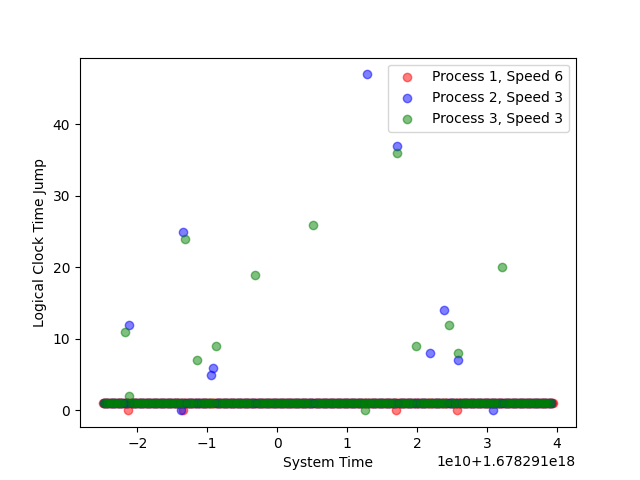 Process 1, Speed 6
Process 2, Speed 3
Process 3, Speed 3
Logical Clock Time Jump
40
30
20
10
0
−2
−1
0
1
2
3
4
System Time
1e10+1.678291e18